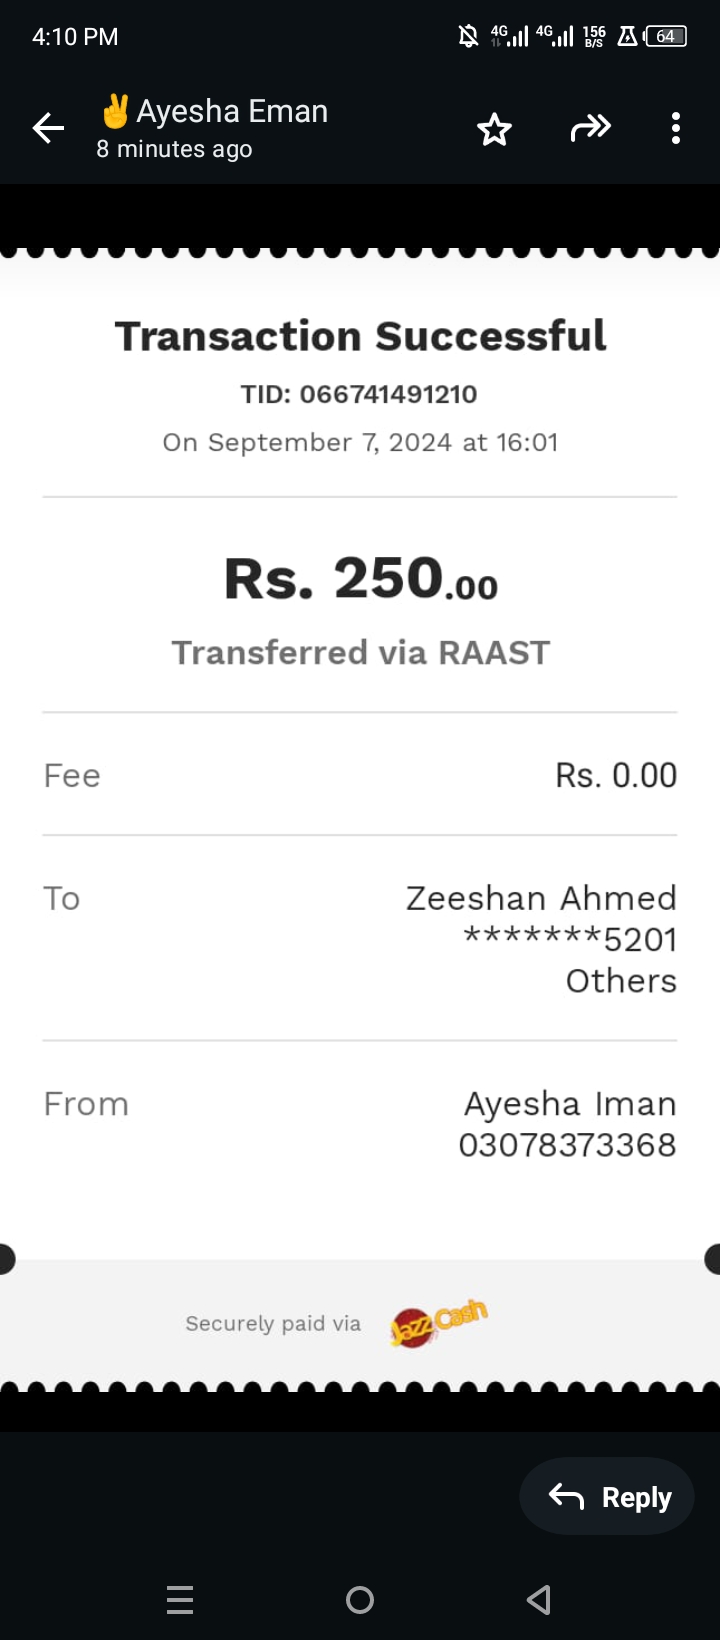 4:10 PM
4G 4G 156 B/S 64
✌️Ayesha Eman
8 minutes ago
Transaction Successful
TID: 066741491210
On September 7, 2024 at 16:01
Rs. 250.00
Transferred via RAAST
Fee Rs. 0.00
To Zeeshan Ahmed
*******5201
Others
From Ayesha Iman
03078373368
Securely paid via JazzCash
Reply